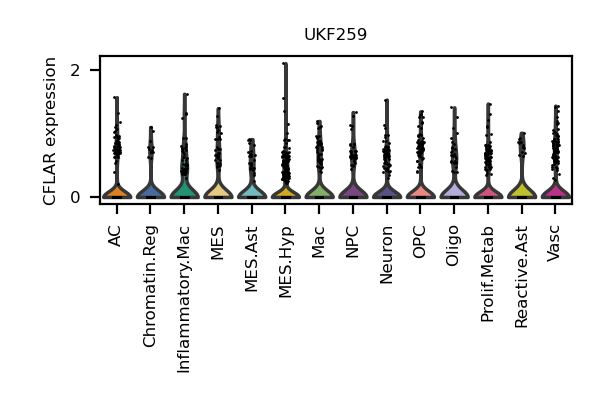 UKF259
CFLAR expression
2
0
AC
Chromatin.Reg
Inflammatory.Mac
MES
MES.Ast
MES.Hyp
Mac
NPC
Neuron
OPC
Oligo
Prolif.Metab
Reactive.Ast
Vasc